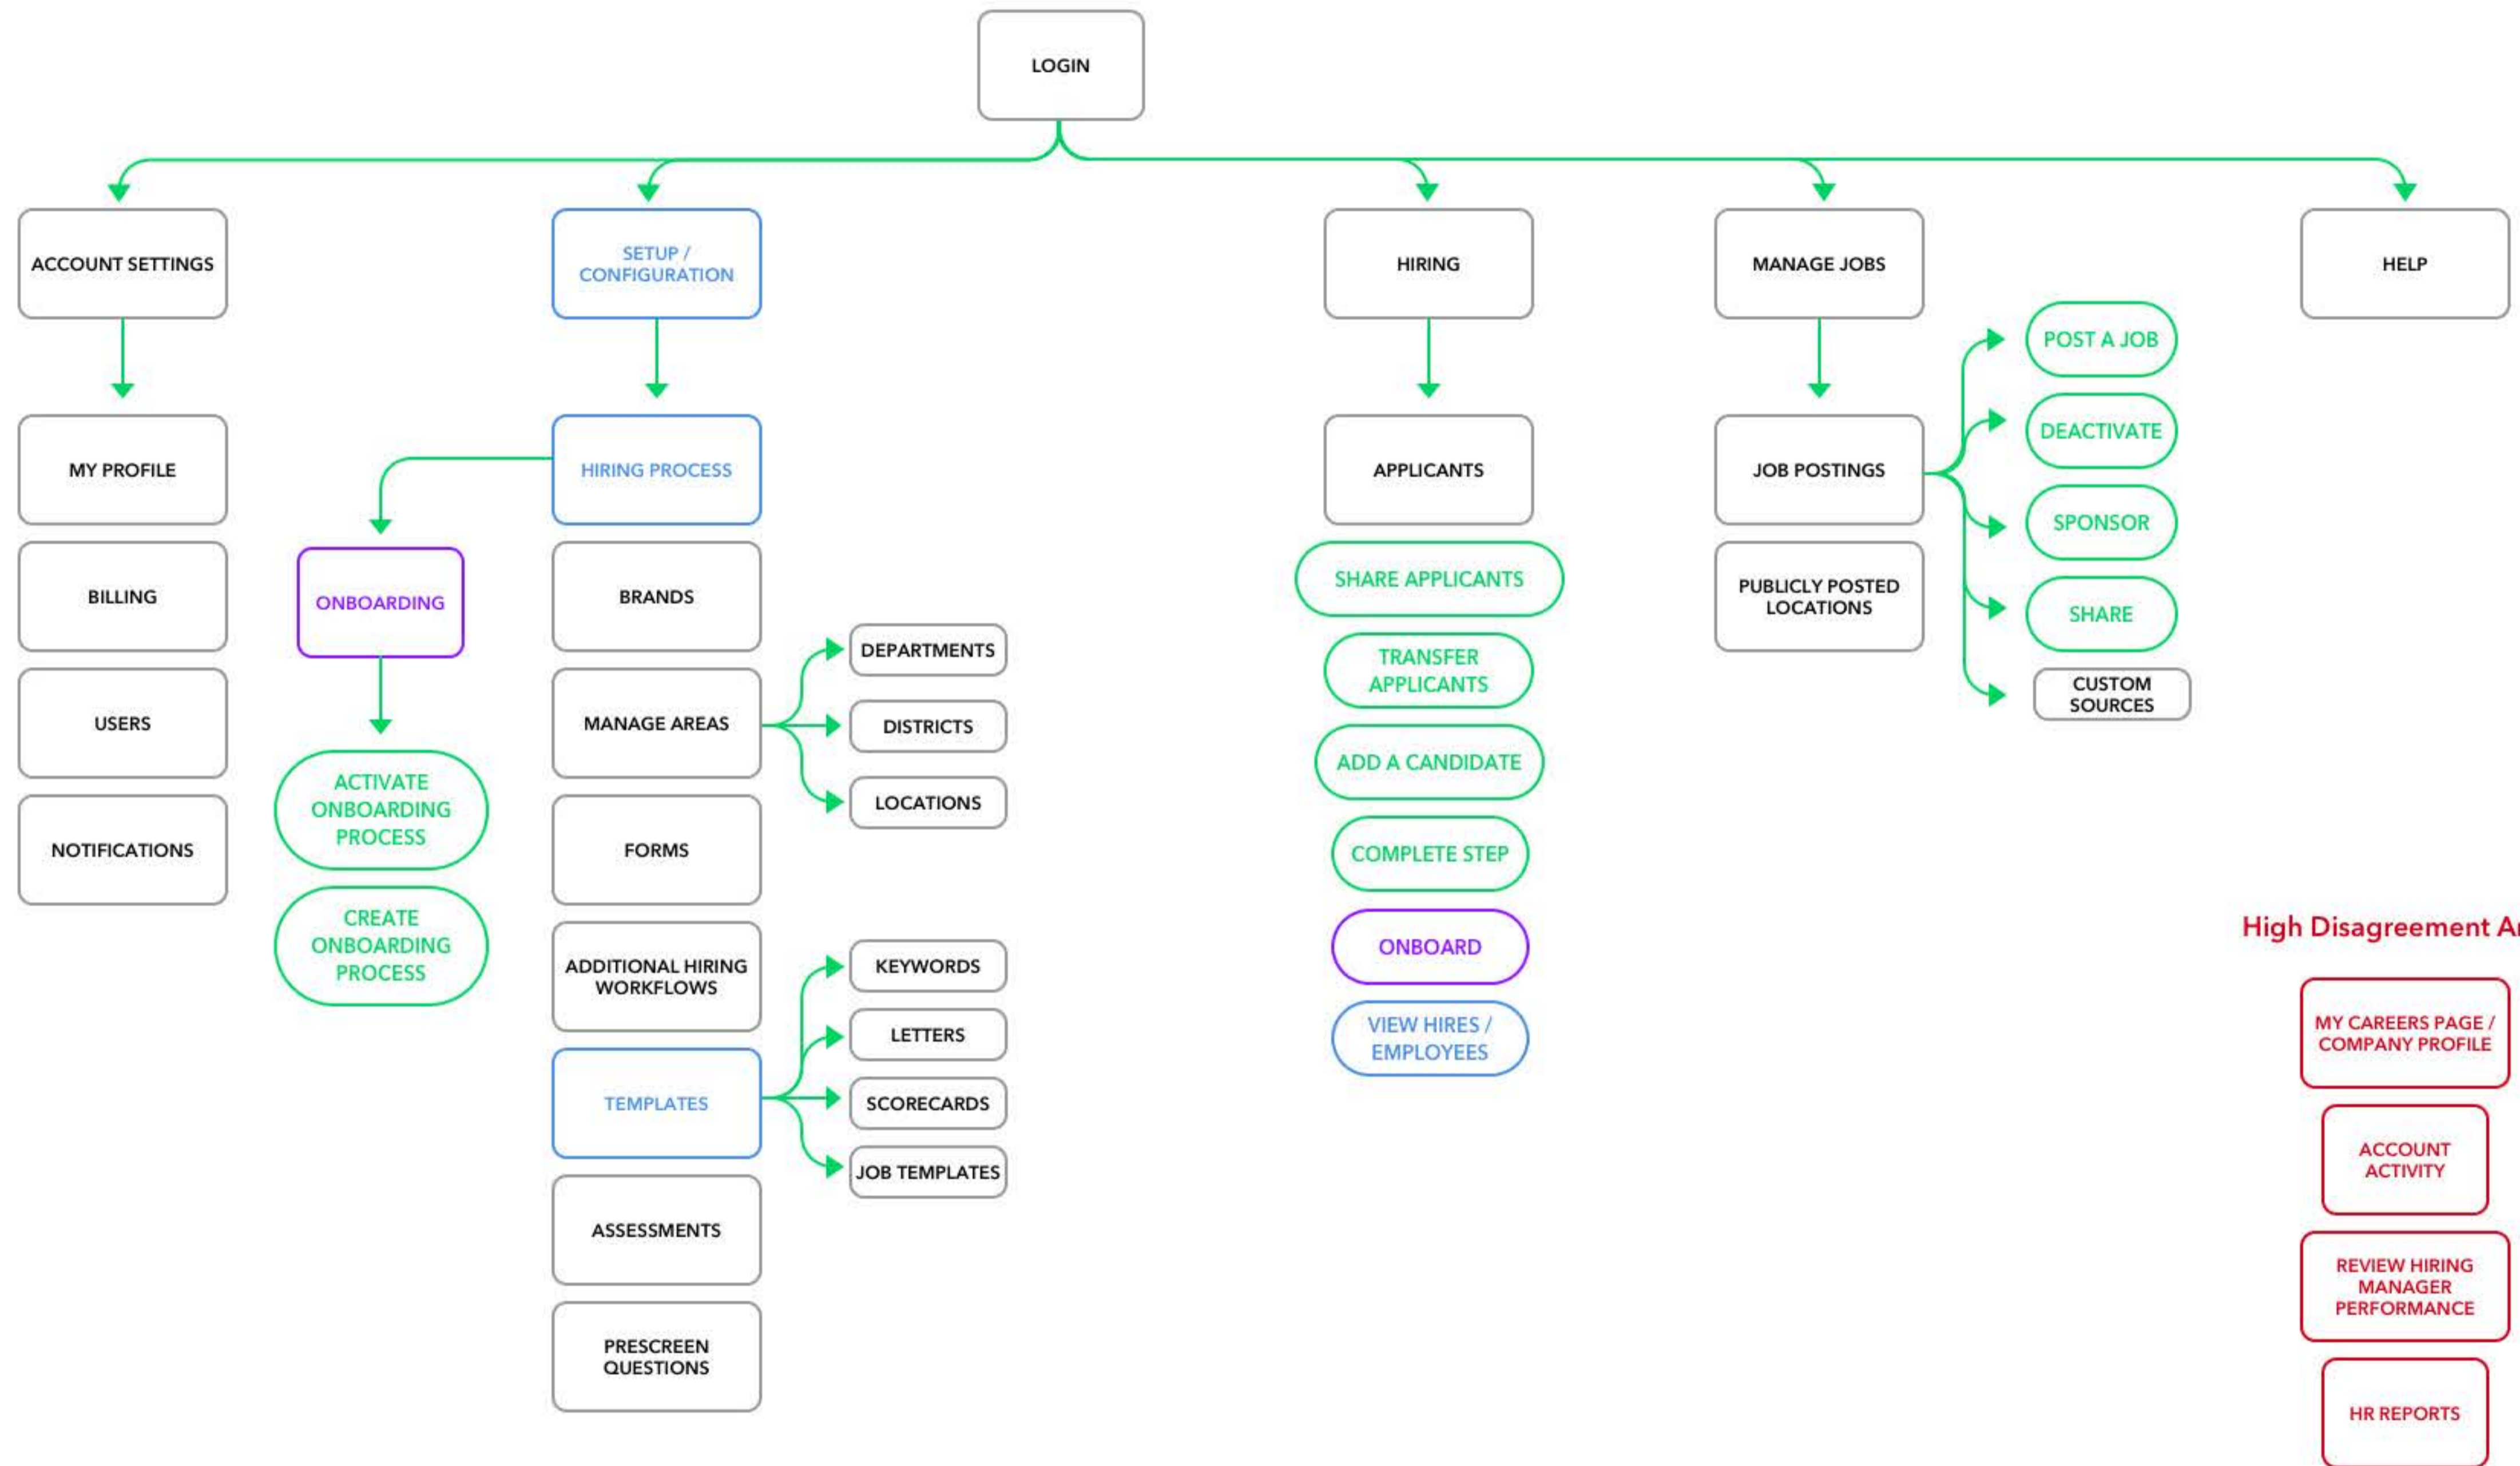 LOGIN
ACCOUNT SETTINGS
SETUP /
CONFIGURATION
HIRING
MANAGE JOBS
HELP
MY PROFILE
BILLING
USERS
NOTIFICATIONS
ONBOARDING
ACTIVATE
ONBOARDING
PROCESS
CREATE
ONBOARDING
PROCESS
HIRING PROCESS
BRANDS
MANAGE AREAS
DEPARTMENTS
DISTRICTS
LOCATIONS
FORMS
ADDITIONAL HIRING
WORKFLOWS
TEMPLATES
KEYWORDS
LETTERS
SCORECARDS
JOB TEMPLATES
ASSESSMENTS
PRESCREEN
QUESTIONS
APPLICANTS
SHARE APPLICANTS
TRANSFER
APPLICANTS
ADD A CANDIDATE
COMPLETE STEP
ONBOARD
VIEW HIRES /
EMPLOYEES
JOB POSTINGS
PUBLICLY POSTED
LOCATIONS
POST A JOB
DEACTIVATE
SPONSOR
SHARE
CUSTOM
SOURCES
High Disagreement
MY CAREERS PAGE /
COMPANY PROFILE
ACCOUNT
ACTIVITY
REVIEW HIRING
MANAGER
PERFORMANCE
HR REPORTS